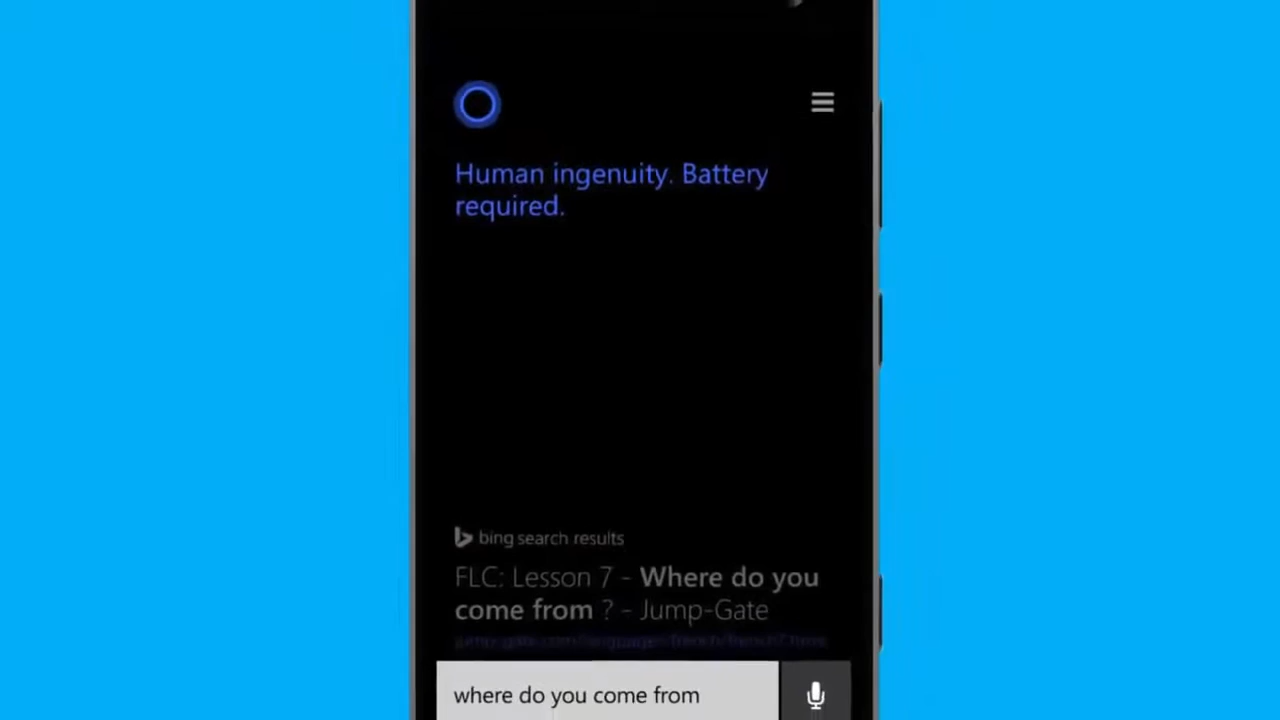 Human ingenuity. Battery
required.
bing search results
FLC: Lesson 7 - Where do you
come from ? - Jump-Gate
where do you come from